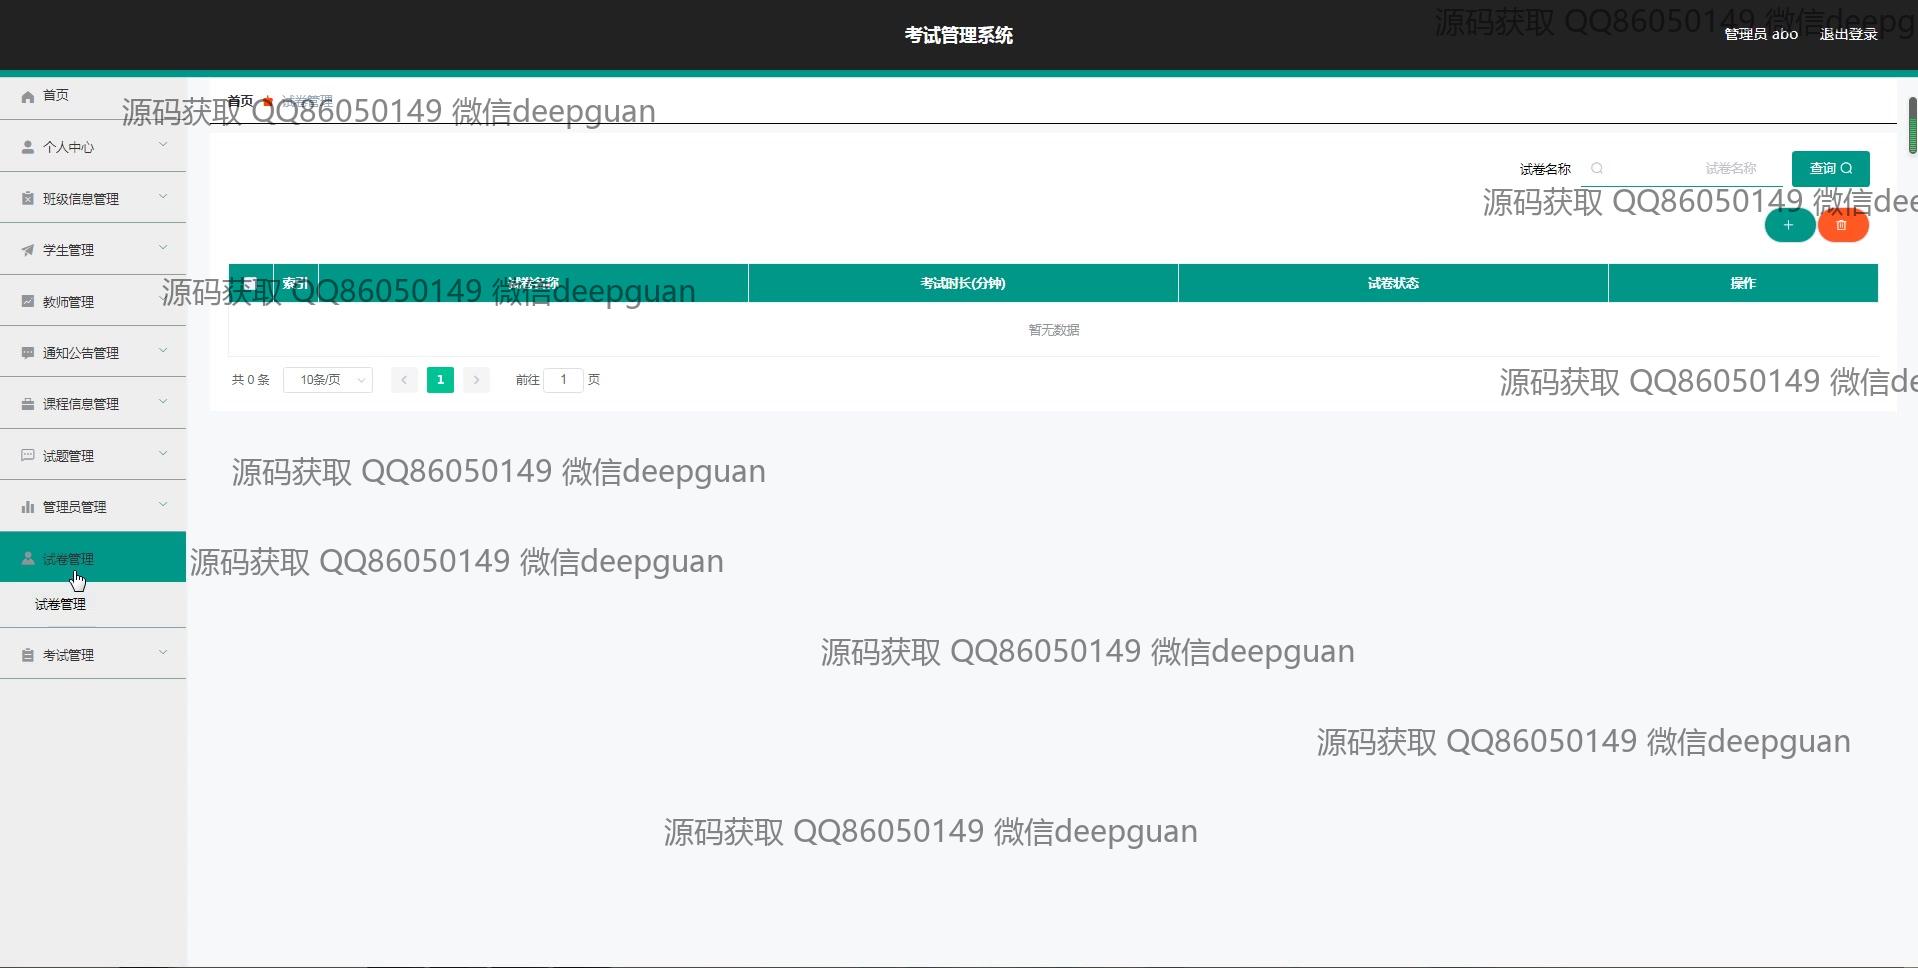 考试管理系统
源码获取 QQ86050149 微信deepg
管理员 abo 退出登录
首页
首页 试卷管理
源码获取 QQ86050149 微信deepguan
个人中心
试卷名称 试卷名称 查询
班级信息管理
源码获取 QQ86050149 微信dee
学生管理
索引 试卷名称 考试时长(分钟) 试卷状态 操作
源码获取 QQ86050149 微信deepguan
教师管理
暂无数据
通知公告管理
共 0 条 10条/页 1 前往 1 页
源码获取 QQ86050149 微信de
课程信息管理
试题管理
源码获取 QQ86050149 微信deepguan
管理员管理
试卷管理
源码获取 QQ86050149 微信deepguan
试卷管理
考试管理
源码获取 QQ86050149 微信deepguan
源码获取 QQ86050149 微信deepguan
源码获取 QQ86050149 微信deepguan